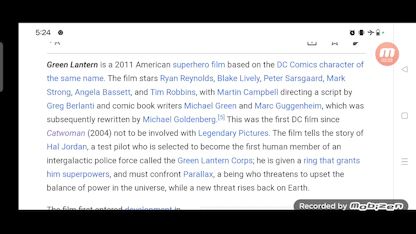 5:24
Green Lantern is a 2011 American superhero film based on the DC Comics character of
the same name. The film stars Ryan Reynolds, Blake Lively, Peter Sarsgaard, Mark
Strong, Angela Bassett, and Tim Robbins, with Martin Campbell directing a script by
Greg Berlanti and comic book writers Michael Green and Marc Guggenheim, which was
subsequently rewritten by Michael Goldenberg.[5] This was the first DC film since
Catwoman (2004) not to be involved with Legendary Pictures. The film tells the story of
Hal Jordan, a test pilot who is selected to become the first human member of an
intergalactic police force called the Green Lantern Corps; he is given a ring that grants
him superpowers, and must confront Parallax, a being who threatens to upset the
balance of power in the universe, while a new threat rises back on Earth.
The film first entered development in
Recorded by mobizen